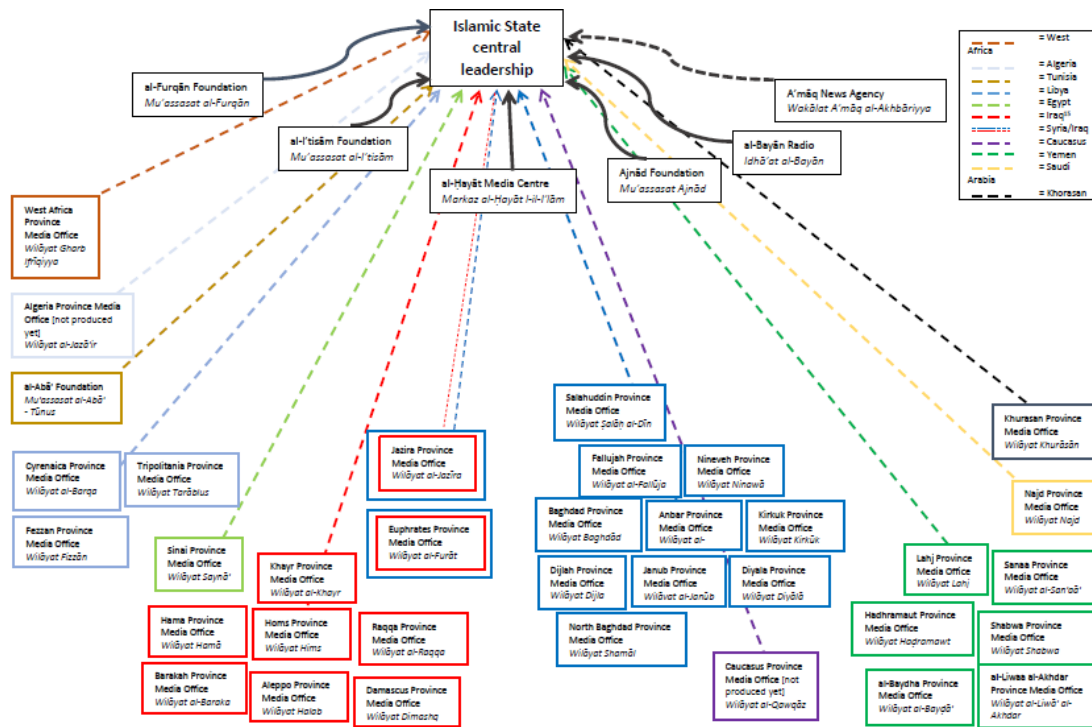 Islamic State
central
leadership
al-Furqān Foundation
Mu'assasat al-Furqān
al-I'tisām Foundation
Mu'assasat al-I'tisām
al-Ḥayāt Media Centre
Markaz al-Ḥayāt l-il-I'lām
Ajnād Foundation
Mu'assasat Ajnād
al-Bayān Radio
Idhā'at al-Bayān
A'māq News Agency
Wakālat A'māq al-Akhbāriyya
= West
Africa
= Algeria
= Tunisia
= Libya
= Egypt
= Iraq
= Syria/Iraq
= Caucasus
= Yemen
= Saudi
Arabia
= Khorasan
West Africa
Province
Media Office
Wilāyat Gharb
Ifrīqiyya
Algeria Province Media
Office [not produced
yet]
Wilāyat al-Jazā'ir
al-Abā' Foundation
Mu'assasat al-Abā'
- Tūnus
Cyrenaica Province
Media Office
Wilāyat al-Barqa
Tripolitania Province
Media Office
Wilāyat Tarāblus
Fezzan Province
Media Office
Wilāyat Fizzān
Sinai Province
Media Office
Wilāyat Saynā'
Khayr Province
Media Office
Wilāyat al-Khayr
Hama Province
Media Office
Wilāyat Hamā
Homs Province
Media Office
Wilāyat Hims
Raqqa Province
Media Office
Wilāyat al-Raqqa
Barakah Province
Media Office
Wilāyat al-Baraka
Aleppo Province
Media Office
Wilāyat Halab
Damascus Province
Media Office
Wilāyat Dimashq
Jazira Province
Media Office
Wilāyat al-Jazīra
Euphrates Province
Media Office
Wilāyat al-Furāt
Salahuddin Province
Media Office
Wilāyat Ṣalāḥ al-Dīn
Fallujah Province
Media Office
Wilāyat al-Fallūja
Nineveh Province
Media Office
Wilāyat Ninawā
Baghdad Province
Media Office
Wilāyat Baghdād
Anbar Province
Media Office
Wilāyat al-
Kirkuk Province
Media Office
Wilāyat Kirkūk
Dijlah Province
Media Office
Wilāyat Dijla
Janub Province
Media Office
Wilāyat al-Janūb
Diyala Province
Media Office
Wilāyat Diyālā
North Baghdad Province
Media Office
Wilāyat Shamāl
Caucasus Province
Media Office [not
produced yet]
Wilāyat al-Qawqāz
Khurasan Province
Media Office
Wilāyat Khurāsān
Najd Province
Media Office
Wilāyat Najd
Lahj Province
Media Office
Wilāyat Lahj
Sanaa Province
Media Office
Wilāyat al-San'aā'
Hadhramaut Province
Media Office
Wilāyat Haḍramawt
Shabwa Province
Media Office
Wilāyat Shabwa
al-Baydha Province
Media Office
Wilāyat al-Bayḍā'
al-Liwaa al-Akhdar
Province Media Office
Wilāyat al-Liwā' al-
Akhdar